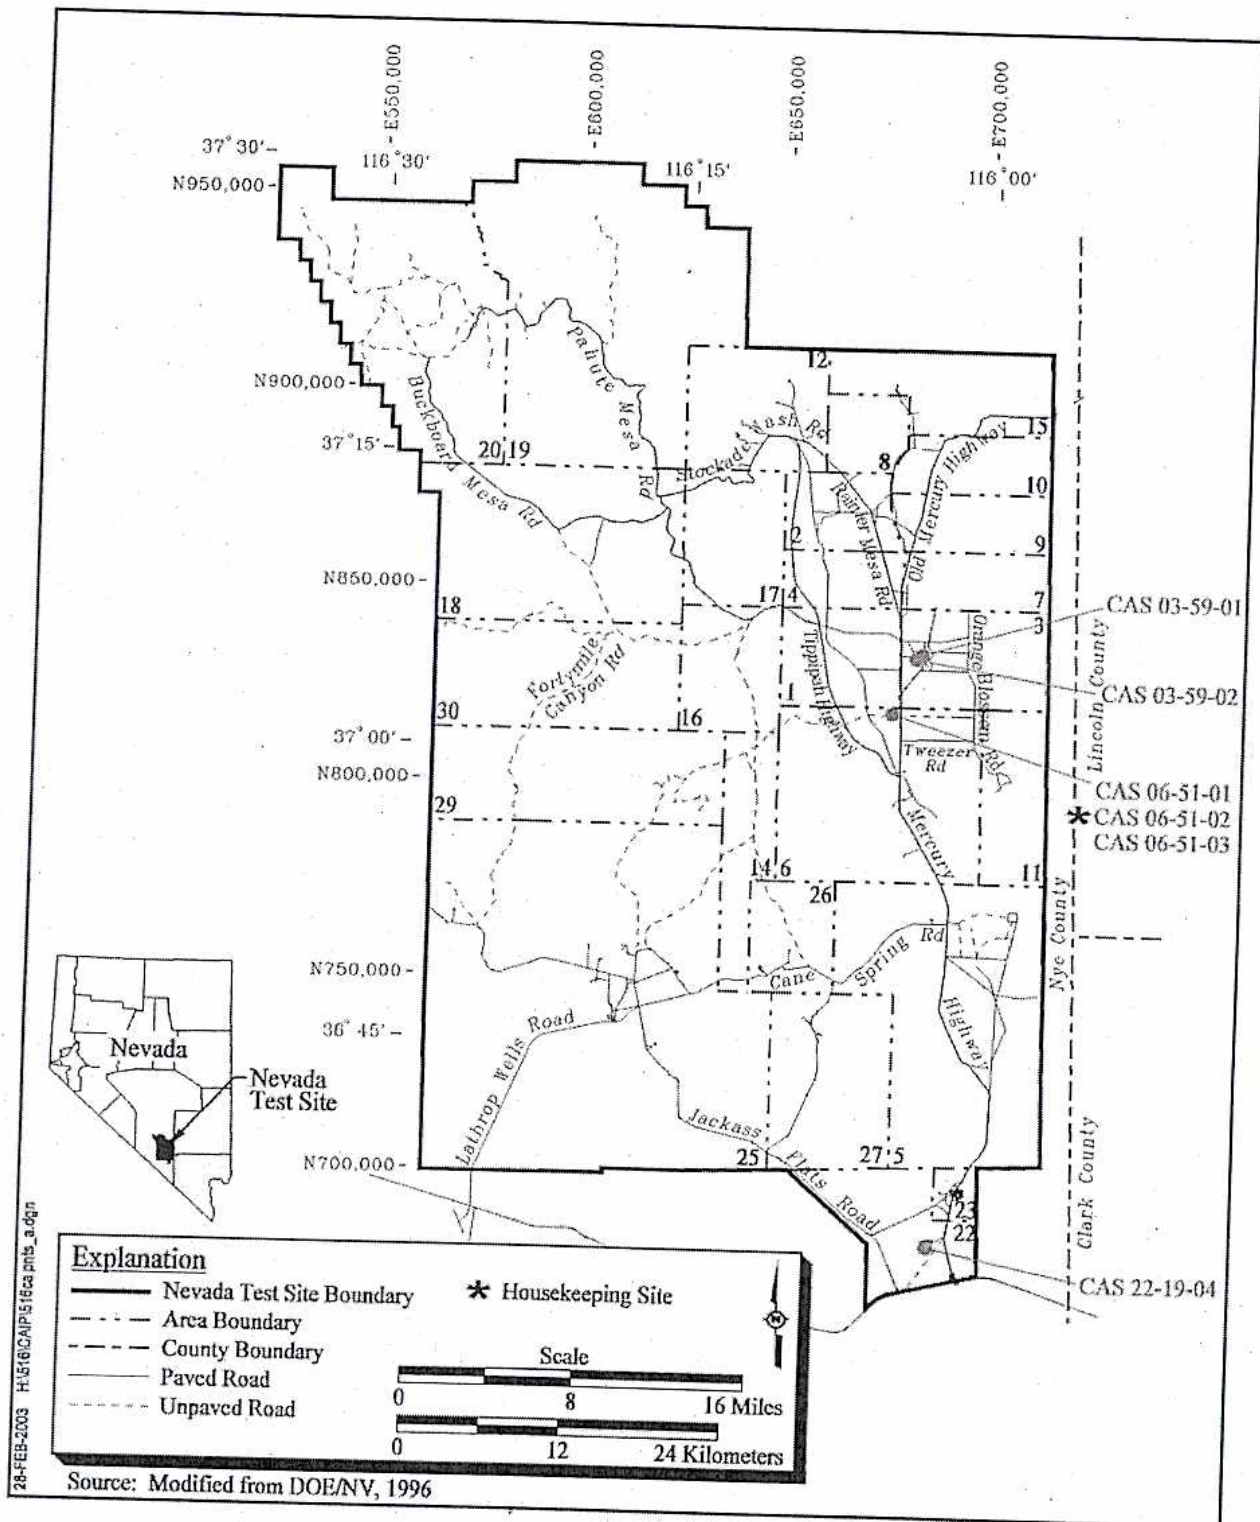 E550,000
E600,000
E650,000
E700,000
37° 30'
116° 30'
116° 15'
116° 00'
N950,000
12
Pahute Mesa Rd
N900,000
Buckboard Mesa Rd
Stockade Wash Rd
15
37° 15'
20 19
8
Old Mercury Highway
10
Rainier Mesa Rd
2
9
N850,000
17 4
7
CAS 03-59-01
18
3
Tippipah Highway
Orange Blossom Rd
Lincoln County
Fortymile Canyon Rd
CAS 03-59-02
1
30
16
37° 00'
Tweezer Rd
N800,000
CAS 06-51-01
29
* CAS 06-51-02
CAS 06-51-03
Mercury Highway
14 6
26
11
Nye County
Cane Spring Rd
N750,000
36° 45'
Lathrop Wells Road
Nevada
Nevada
Test Site
Jackass Flats Road
Clark County
N700,000
25
27 5
23
22
CAS 22-19-04
Explanation
Nevada Test Site Boundary
* Housekeeping Site
Area Boundary
N
County Boundary
Scale
Paved Road
0 8 16 Miles
Unpaved Road
0 12 24 Kilometers
Source: Modified from DOE/NV, 1996
28-FEB-2003 H:\516\CAIP\516ca pnts_a.dgn